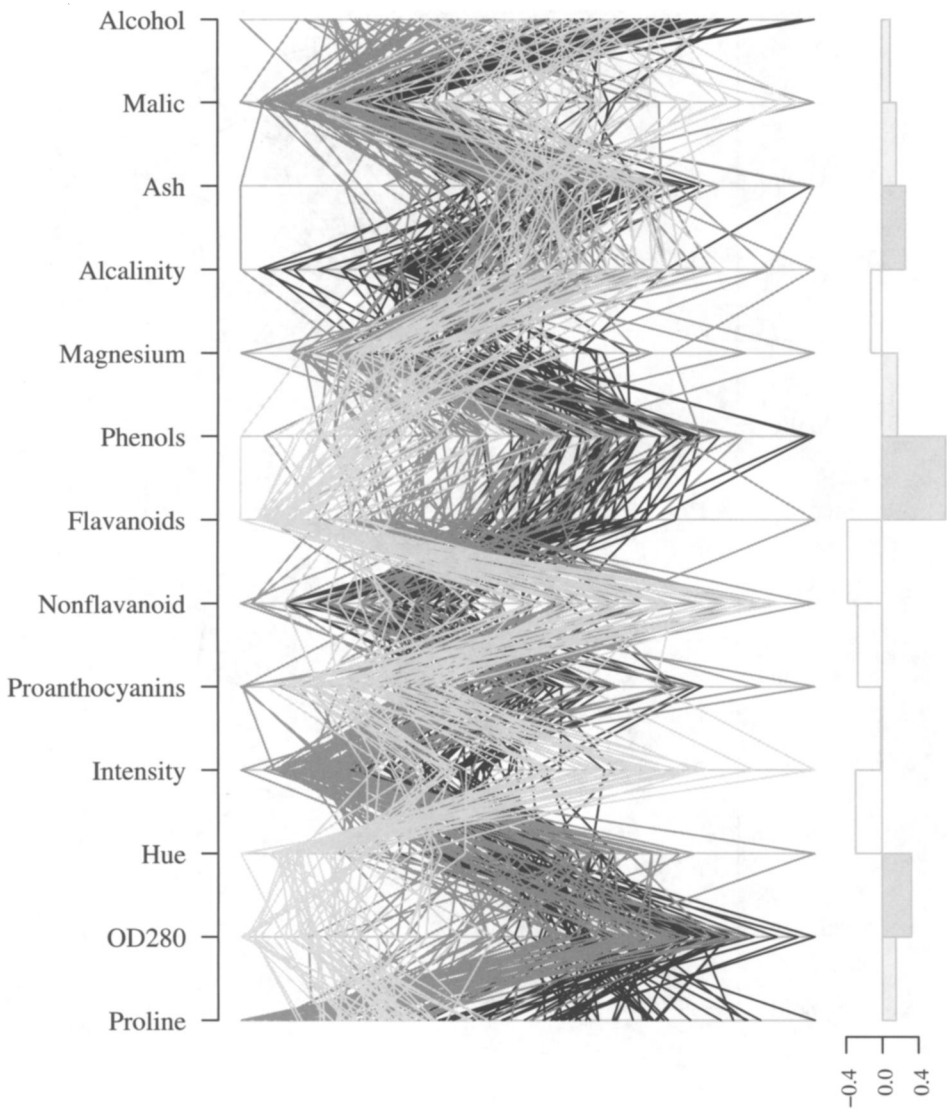 Alcohol
Malic
Ash
Alcalinity
Magnesium
Phenols
Flavanoids
Nonflavanoid
Proanthocyanins
Intensity
Hue
OD280
Proline
−0.4
0.0
0.4